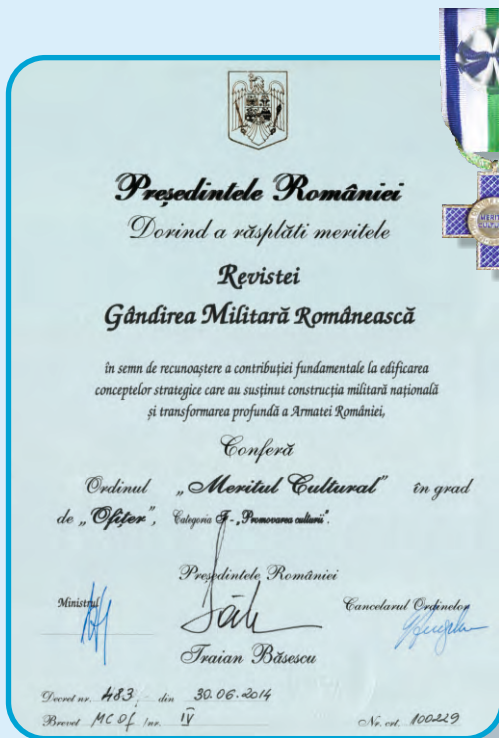 Președintele României
Dorind a răsplăti meritele
Revistei
Gândirea Militară Românească
în semn de recunoaștere a contribuției fundamentale la edificarea
conceptelor strategice care au susținut construcția militară națională
și transformarea profundă a Armatei României,
Conferă
Ordinul „Meritul Cultural” în grad
de „Ofițer”, Categoria F - „Promovarea culturii”.
Președintele României
Ministrul
Cancelarul Ordinelor
Traian Băsescu
Decret nr. 483, din 30.06.2014
Brevet MCOf /nr. IV
Nr. crt. 100229